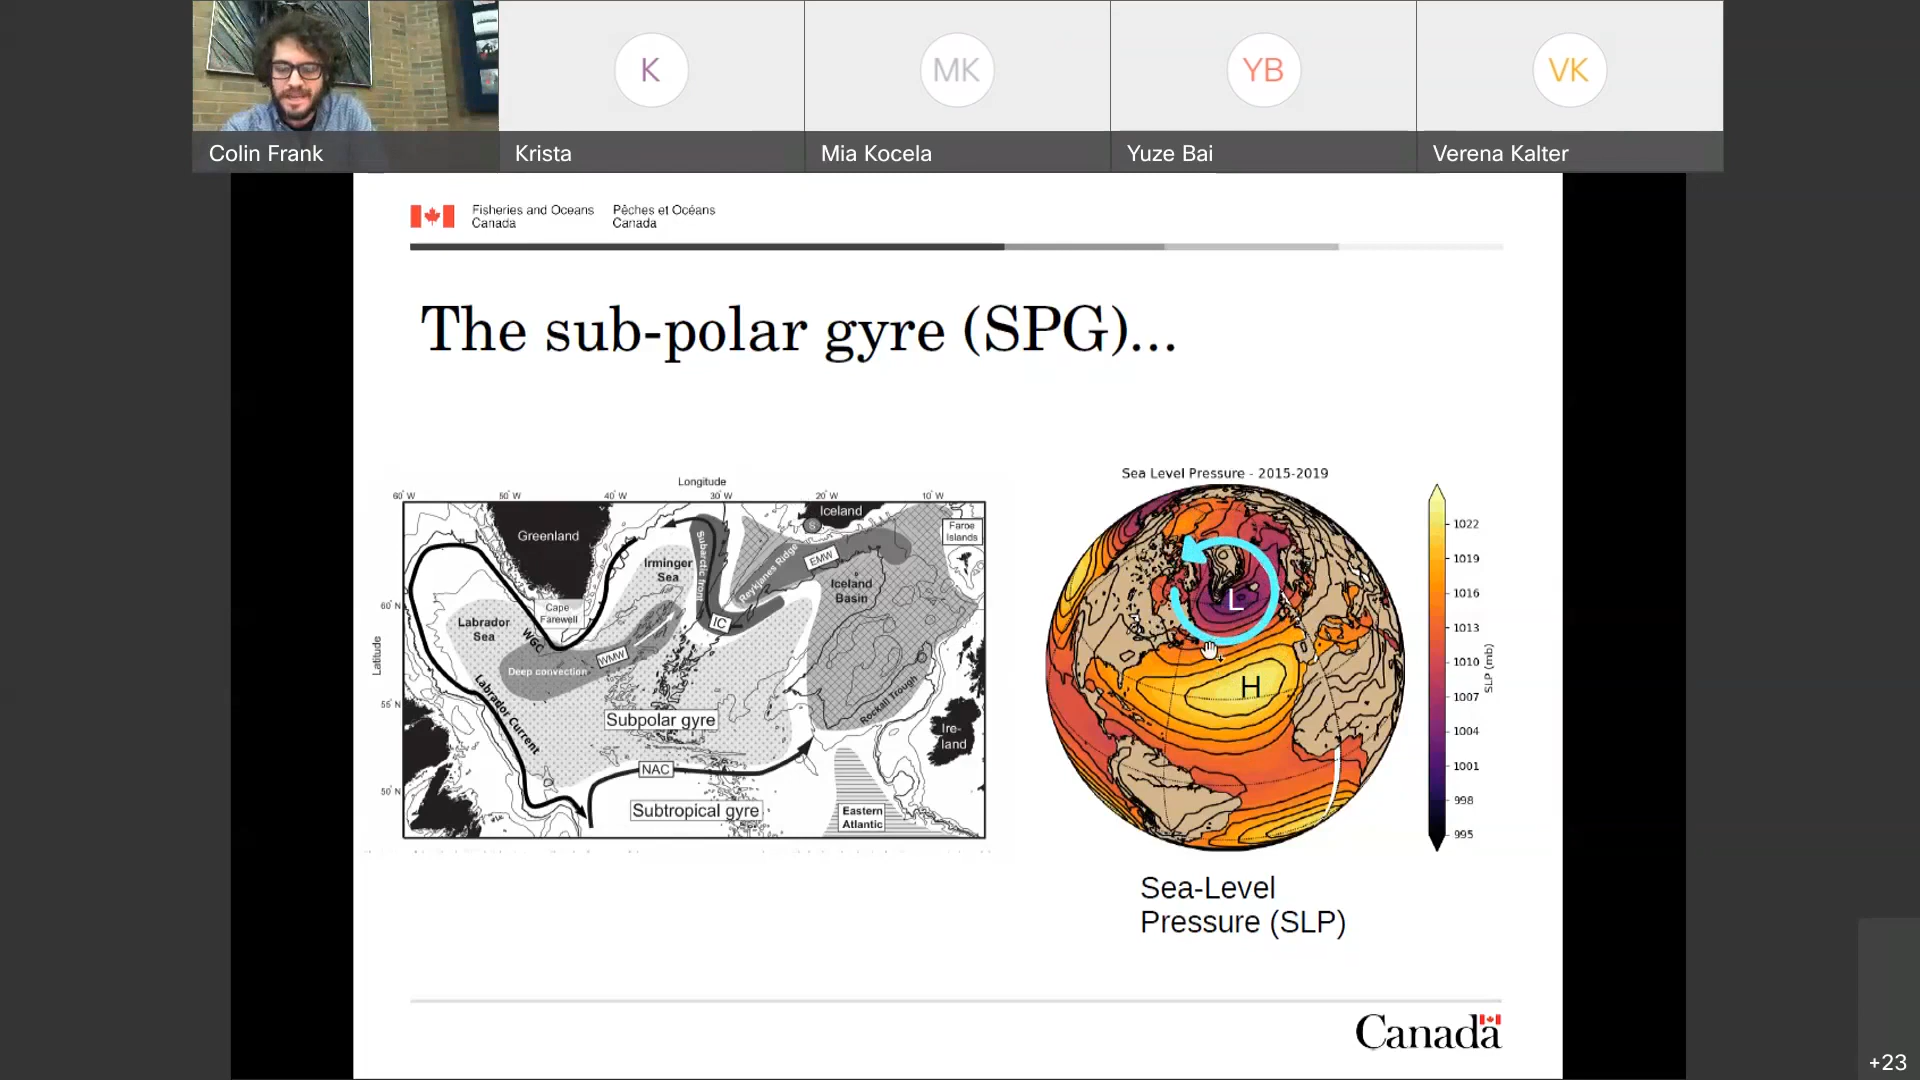 K
MK
YB
VK
Colin Frank
Krista
Mia Kocela
Yuze Bai
Verena Kalter
Fisheries and Oceans
Canada
Pêches et Océans
Canada
The sub-polar gyre (SPG)...
Longitude
60°W
50°W
40°W
30°W
20°W
10°W
Latitude
60°N
55°N
50°N
Greenland
Iceland
S
Faroe
Islands
Irminger
Sea
Subarctic front
Reykjanes Ridge
EMW
Iceland
Basin
Cape
Farewell
Labrador
Sea
WGC
IC
WMW
Deep convection
Labrador Current
Subpolar gyre
Rockall Trough
Ire-
land
NAC
Subtropical gyre
Eastern
Atlantic
Sea Level Pressure - 2015-2019
L
H
1022
1019
1016
1013
1010
1007
1004
1001
998
995
SLP (mb)
Sea-Level
Pressure (SLP)
Canada
+23